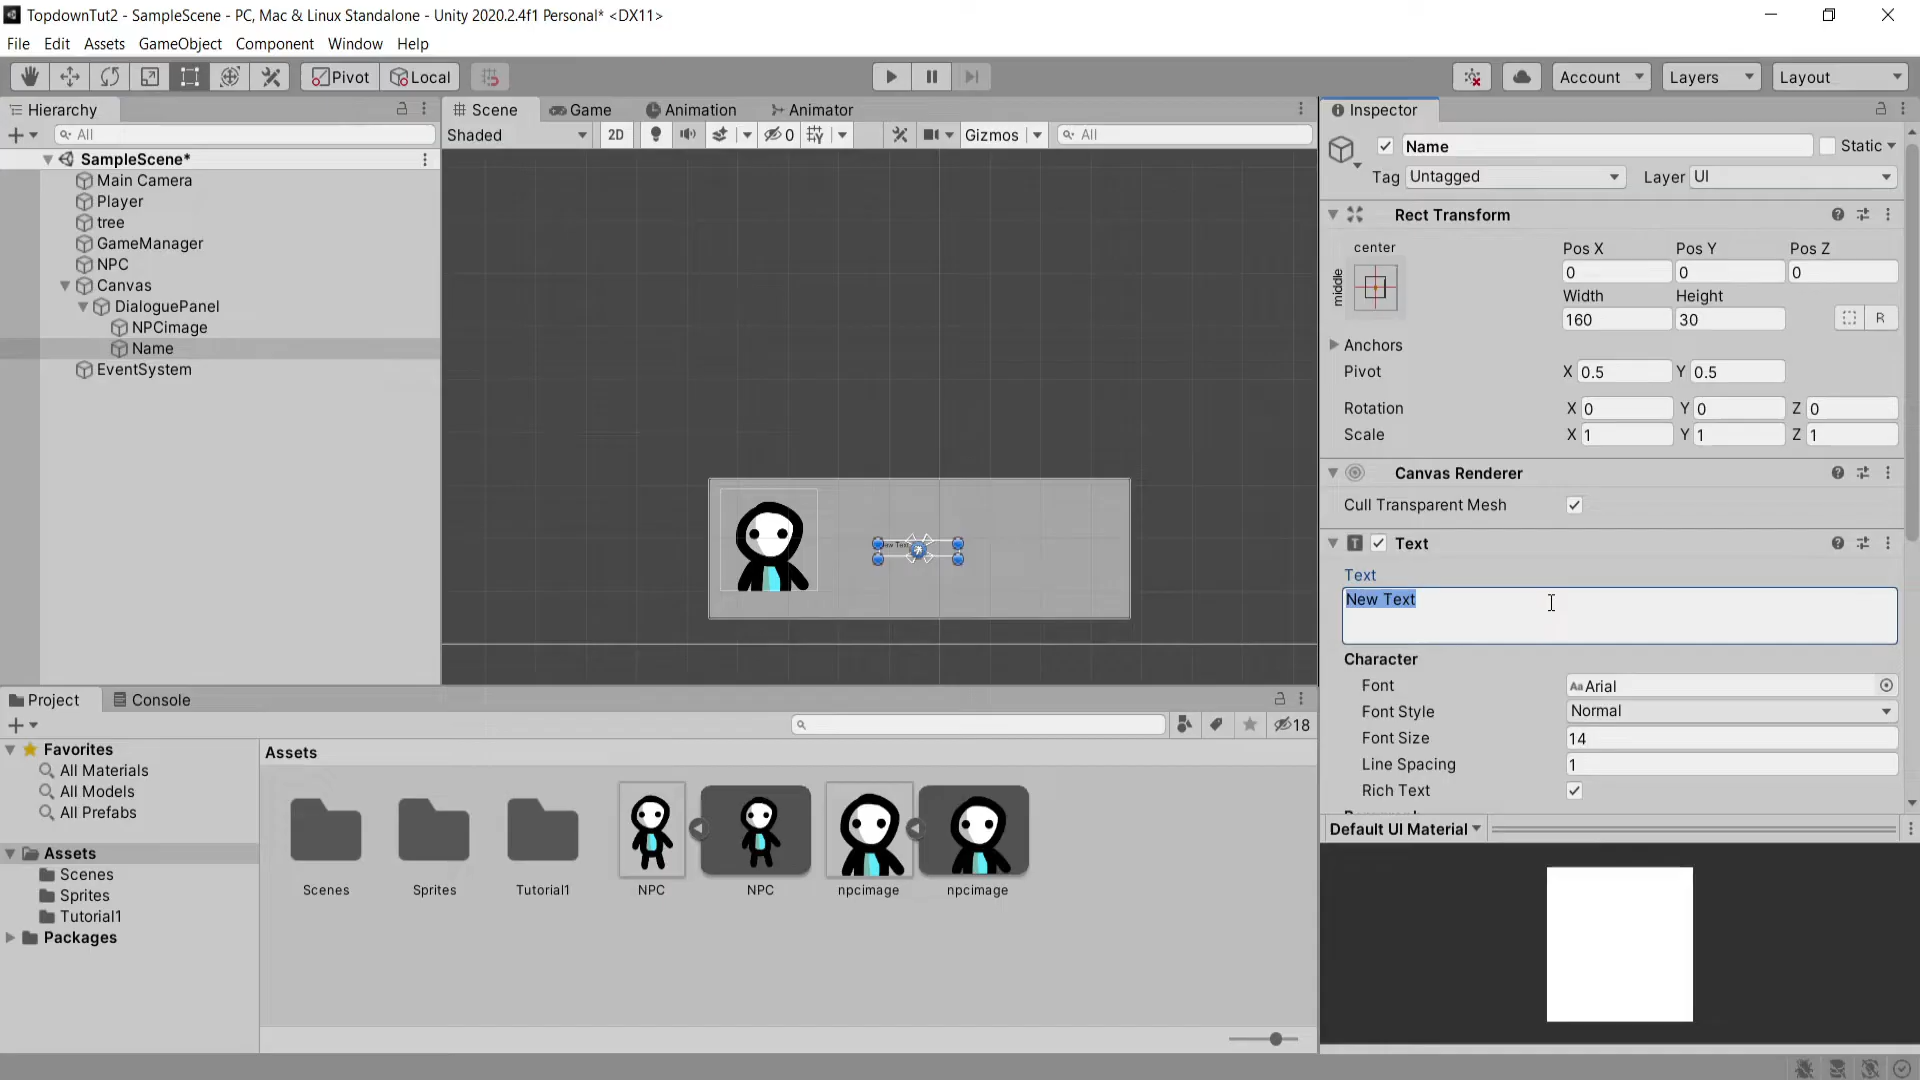 TopdownTut2 - SampleScene - PC, Mac & Linux Standalone - Unity 2020.2.4f1 Personal* <DX11>
File Edit Assets GameObject Component Window Help
Pivot Local Account Layers Layout
Hierarchy
All
SampleScene*
Main Camera
Player
tree
GameManager
NPC
Canvas
DialoguePanel
NPCimage
Name
EventSystem
Scene Game Animation Animator
Shaded 2D 0 Gizmos All
New Text
Inspector
Name Static
Tag Untagged Layer UI
Rect Transform
center
middle
Pos X Pos Y Pos Z
0 0 0
Width Height
160 30 R
Anchors
Pivot X 0.5 Y 0.5
Rotation X 0 Y 0 Z 0
Scale X 1 Y 1 Z 1
Canvas Renderer
Cull Transparent Mesh
T Text
Text
New Text
Character
Font Aa Arial
Font Style Normal
Font Size 14
Line Spacing 1
Rich Text
Default UI Material
Project Console
18
Favorites
All Materials
All Models
All Prefabs
Assets
Scenes
Sprites
Tutorial1
Packages
Assets
Scenes Sprites Tutorial1 NPC NPC npcimage npcimage